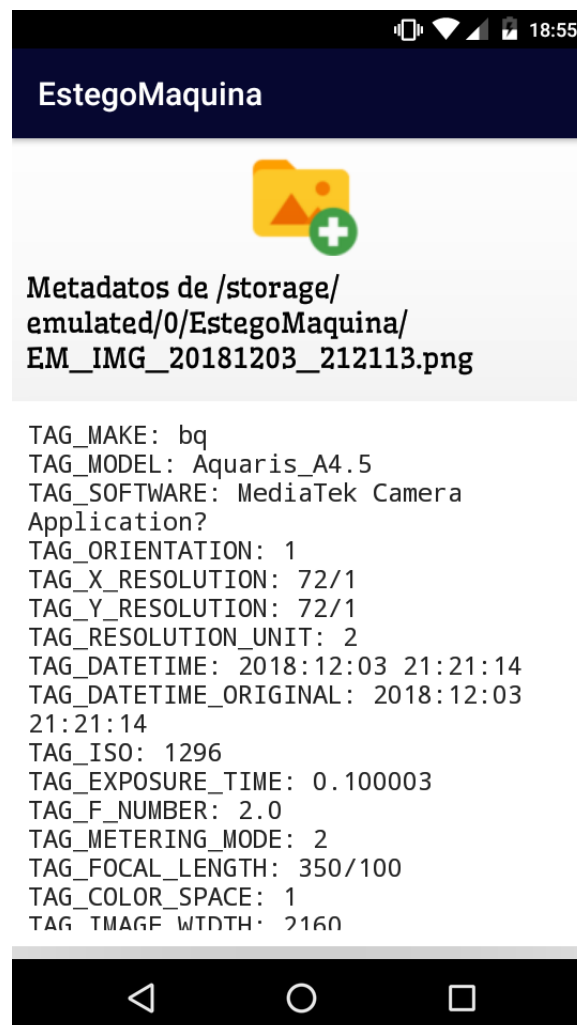 18:55
EstegoMaquina
Metadatos de /storage/
emulated/0/EstegoMaquina/
EM_IMG_20181203_212113.png
TAG_MAKE: bq
TAG_MODEL: Aquaris_A4.5
TAG_SOFTWARE: MediaTek Camera
Application?
TAG_ORIENTATION: 1
TAG_X_RESOLUTION: 72/1
TAG_Y_RESOLUTION: 72/1
TAG_RESOLUTION_UNIT: 2
TAG_DATETIME: 2018:12:03 21:21:14
TAG_DATETIME_ORIGINAL: 2018:12:03
21:21:14
TAG_ISO: 1296
TAG_EXPOSURE_TIME: 0.100003
TAG_F_NUMBER: 2.0
TAG_METERING_MODE: 2
TAG_FOCAL_LENGTH: 350/100
TAG_COLOR_SPACE: 1
TAG_IMAGE_WIDTH: 2160